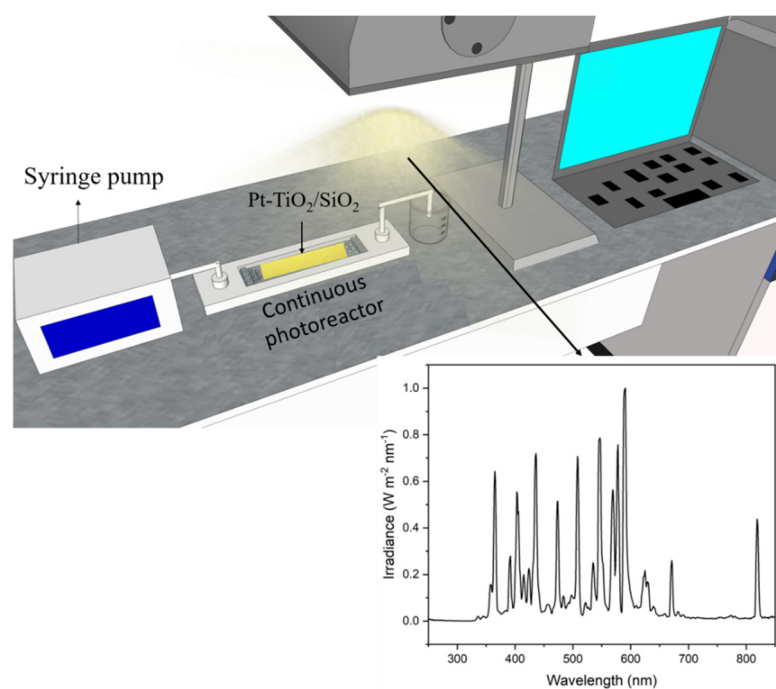 Syringe pump
Pt-TiO₂/SiO₂
Continuous
photoreactor
1.0
0.8
0.6
0.4
0.2
0.0
Irradiance (W m⁻² nm⁻¹)
300 400 500 600 700 800
Wavelength (nm)